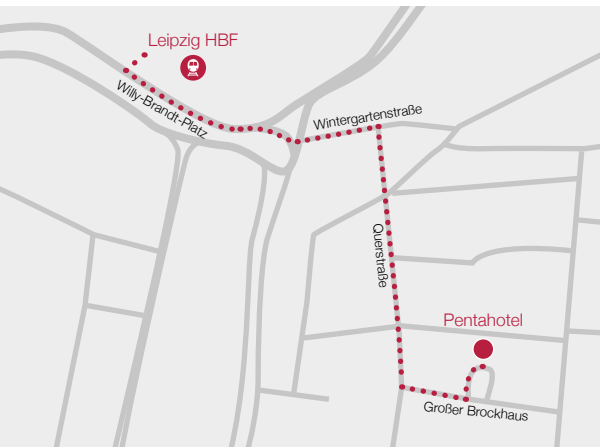 Leipzig HBF
Willy-Brandt-Platz
Wintergartenstraße
Querstraße
Pentahotel
Großer Brockhaus